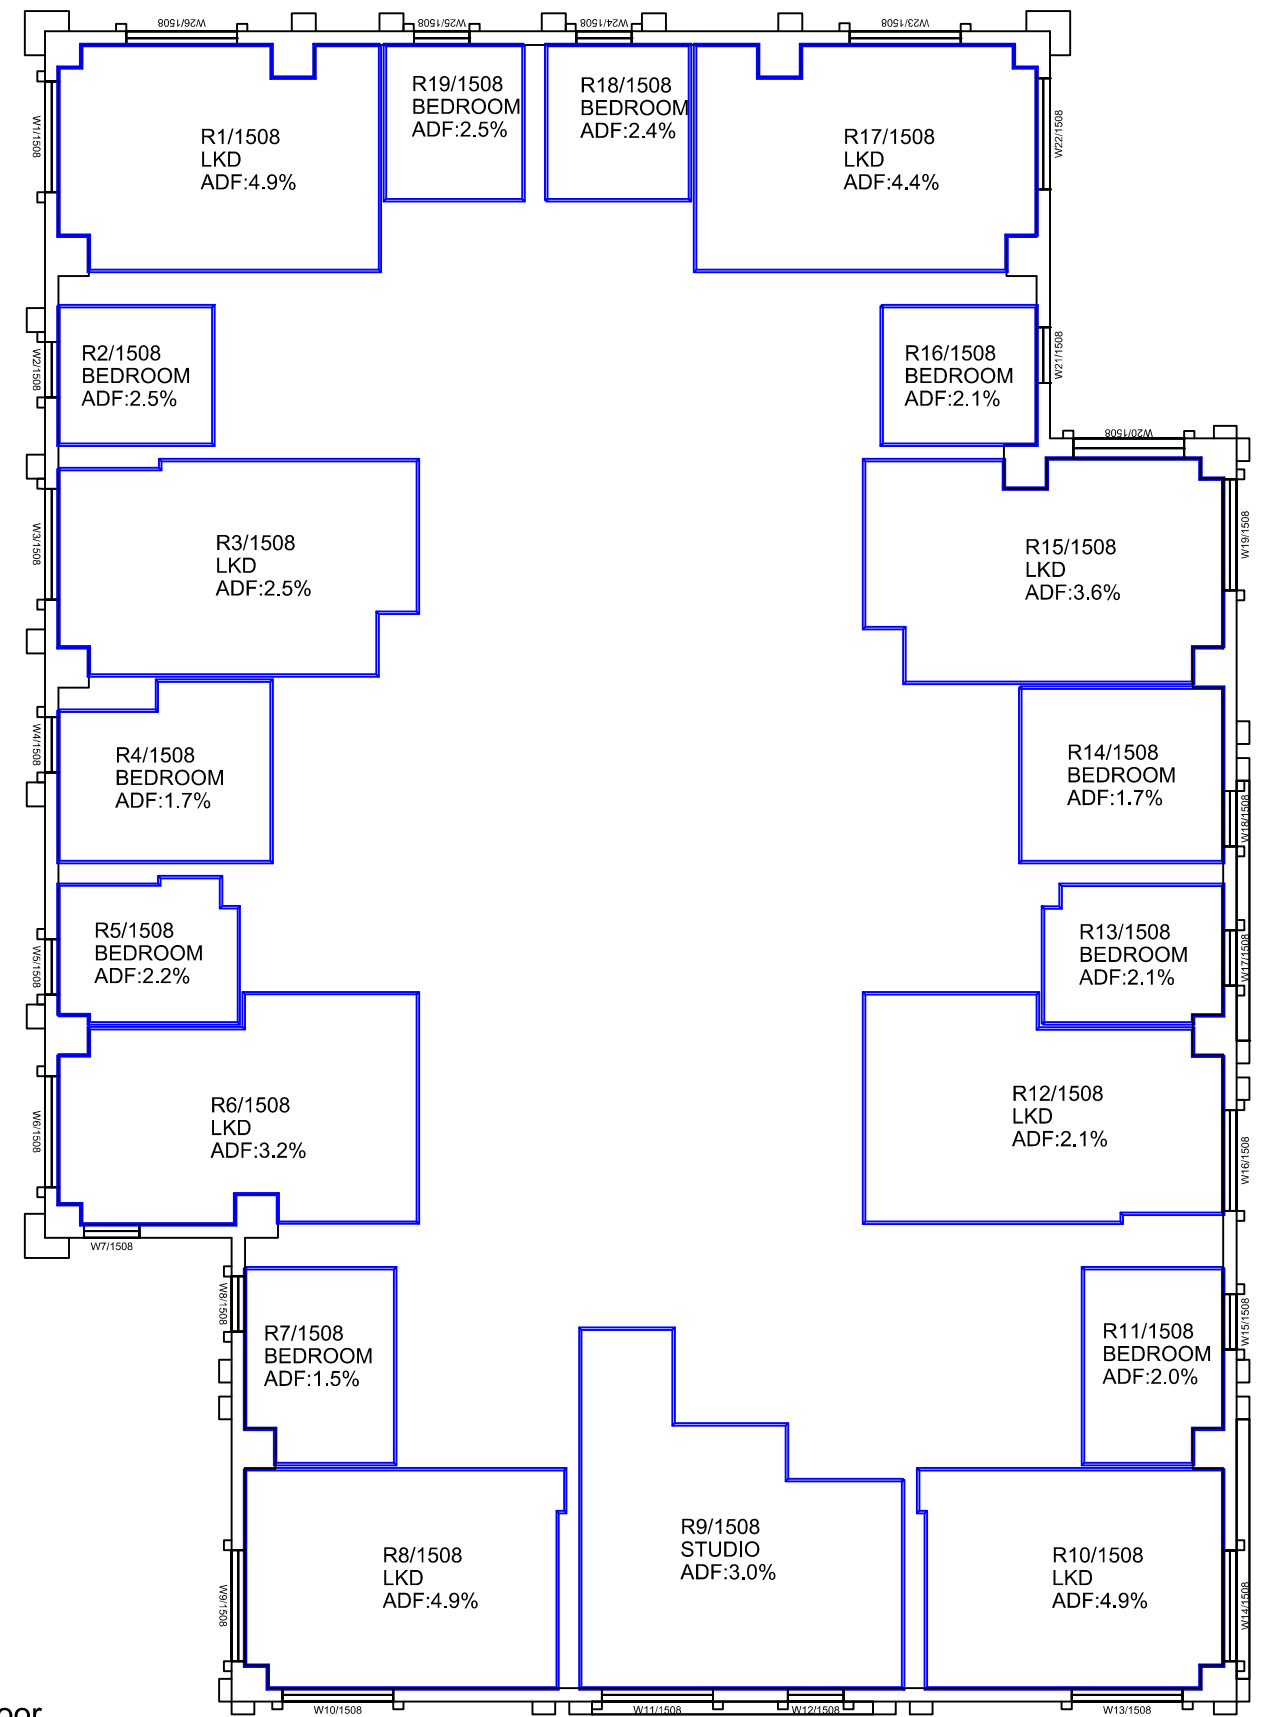 W26/1508
W25/1508
W24/1508
W23/1508
W1/1508
R1/1508
LKD
ADF:4.9%
R19/1508
BEDROOM
ADF:2.5%
R18/1508
BEDROOM
ADF:2.4%
R17/1508
LKD
ADF:4.4%
W22/1508
W2/1508
R2/1508
BEDROOM
ADF:2.5%
R16/1508
BEDROOM
ADF:2.1%
W21/1508
W20/1508
W3/1508
R3/1508
LKD
ADF:2.5%
R15/1508
LKD
ADF:3.6%
W19/1508
W4/1508
R4/1508
BEDROOM
ADF:1.7%
R14/1508
BEDROOM
ADF:1.7%
W18/1508
W5/1508
R5/1508
BEDROOM
ADF:2.2%
R13/1508
BEDROOM
ADF:2.1%
W17/1508
W6/1508
R6/1508
LKD
ADF:3.2%
R12/1508
LKD
ADF:2.1%
W16/1508
W7/1508
W8/1508
R7/1508
BEDROOM
ADF:1.5%
R11/1508
BEDROOM
ADF:2.0%
W15/1508
W9/1508
R8/1508
LKD
ADF:4.9%
R9/1508
STUDIO
ADF:3.0%
R10/1508
LKD
ADF:4.9%
W14/1508
W10/1508
W11/1508
W12/1508
W13/1508